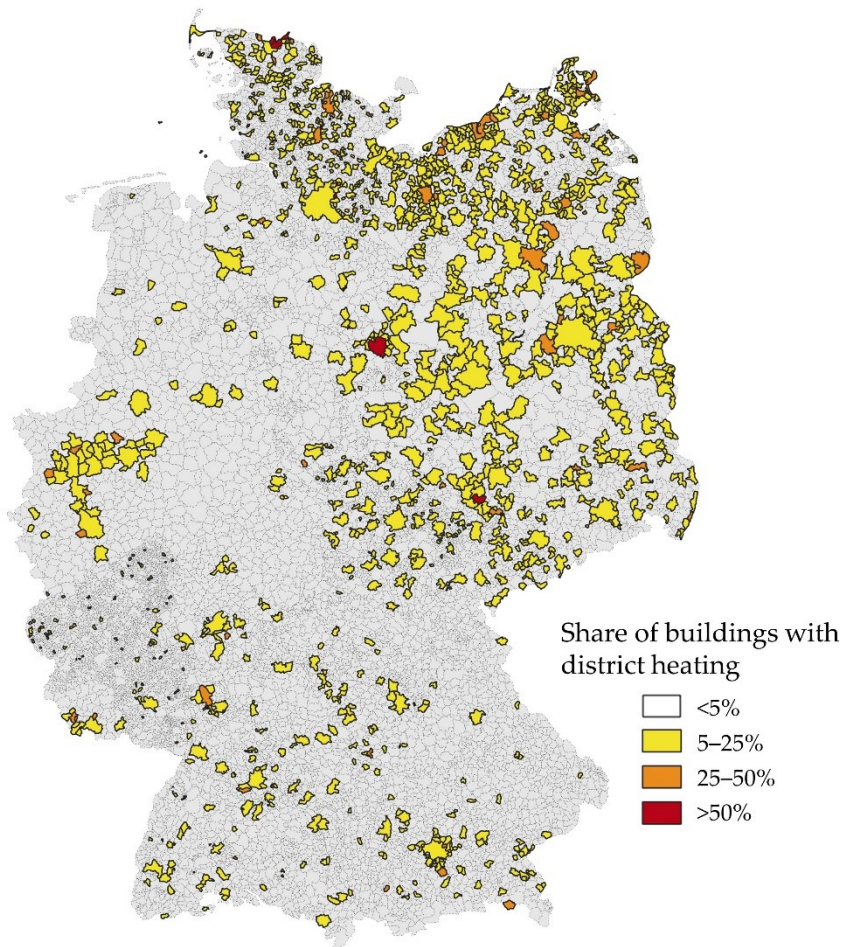 Share of buildings with
district heating
<5%
5–25%
25–50%
>50%